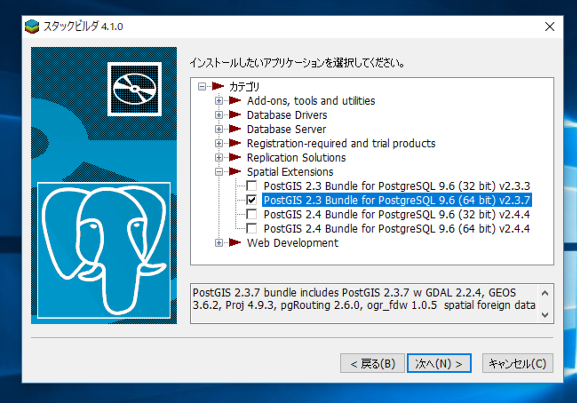 スタックビルダ 4.1.0
インストールしたいアプリケーションを選択してください。
カテゴリ
Add-ons, tools and utilities
Database Drivers
Database Server
Registration-required and trial products
Replication Solutions
Spatial Extensions
PostGIS 2.3 Bundle for PostgreSQL 9.6 (32 bit) v2.3.3
PostGIS 2.3 Bundle for PostgreSQL 9.6 (64 bit) v2.3.7
PostGIS 2.4 Bundle for PostgreSQL 9.6 (32 bit) v2.4.4
PostGIS 2.4 Bundle for PostgreSQL 9.6 (64 bit) v2.4.4
Web Development
PostGIS 2.3.7 bundle includes PostGIS 2.3.7 w GDAL 2.2.4, GEOS
3.6.2, Proj 4.9.3, pgRouting 2.6.0, ogr_fdw 1.0.5 spatial foreign data
< 戻る(B)
次へ(N) >
キャンセル(C)